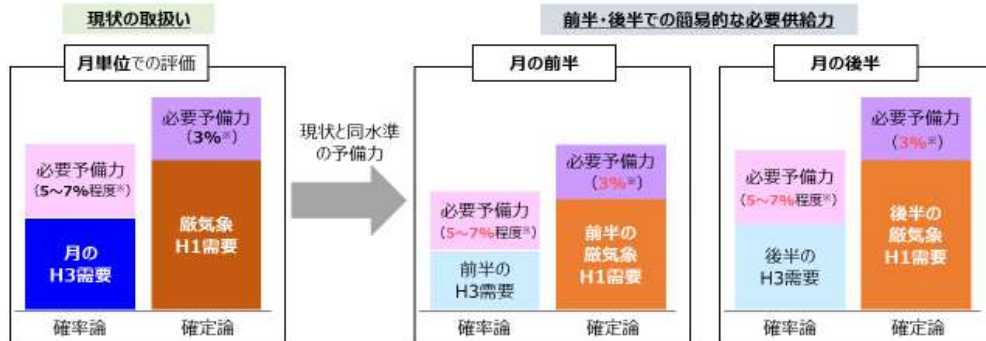 現状の取扱い
月単位での評価
必要予備力
（5～7%程度※）
月の
H3需要
確率論
必要予備力
（3%※）
厳気象
H1需要
確定論
現状と同水準
の予備力
前半・後半での簡易的な必要供給力
月の前半
必要予備力
（5～7%程度※）
前半の
H3需要
確率論
必要予備力
（3%※）
前半の
厳気象
H1需要
確定論
月の後半
必要予備力
（5～7%程度※）
後半の
H3需要
確率論
必要予備力
（3%※）
後半の
厳気象
H1需要
確定論